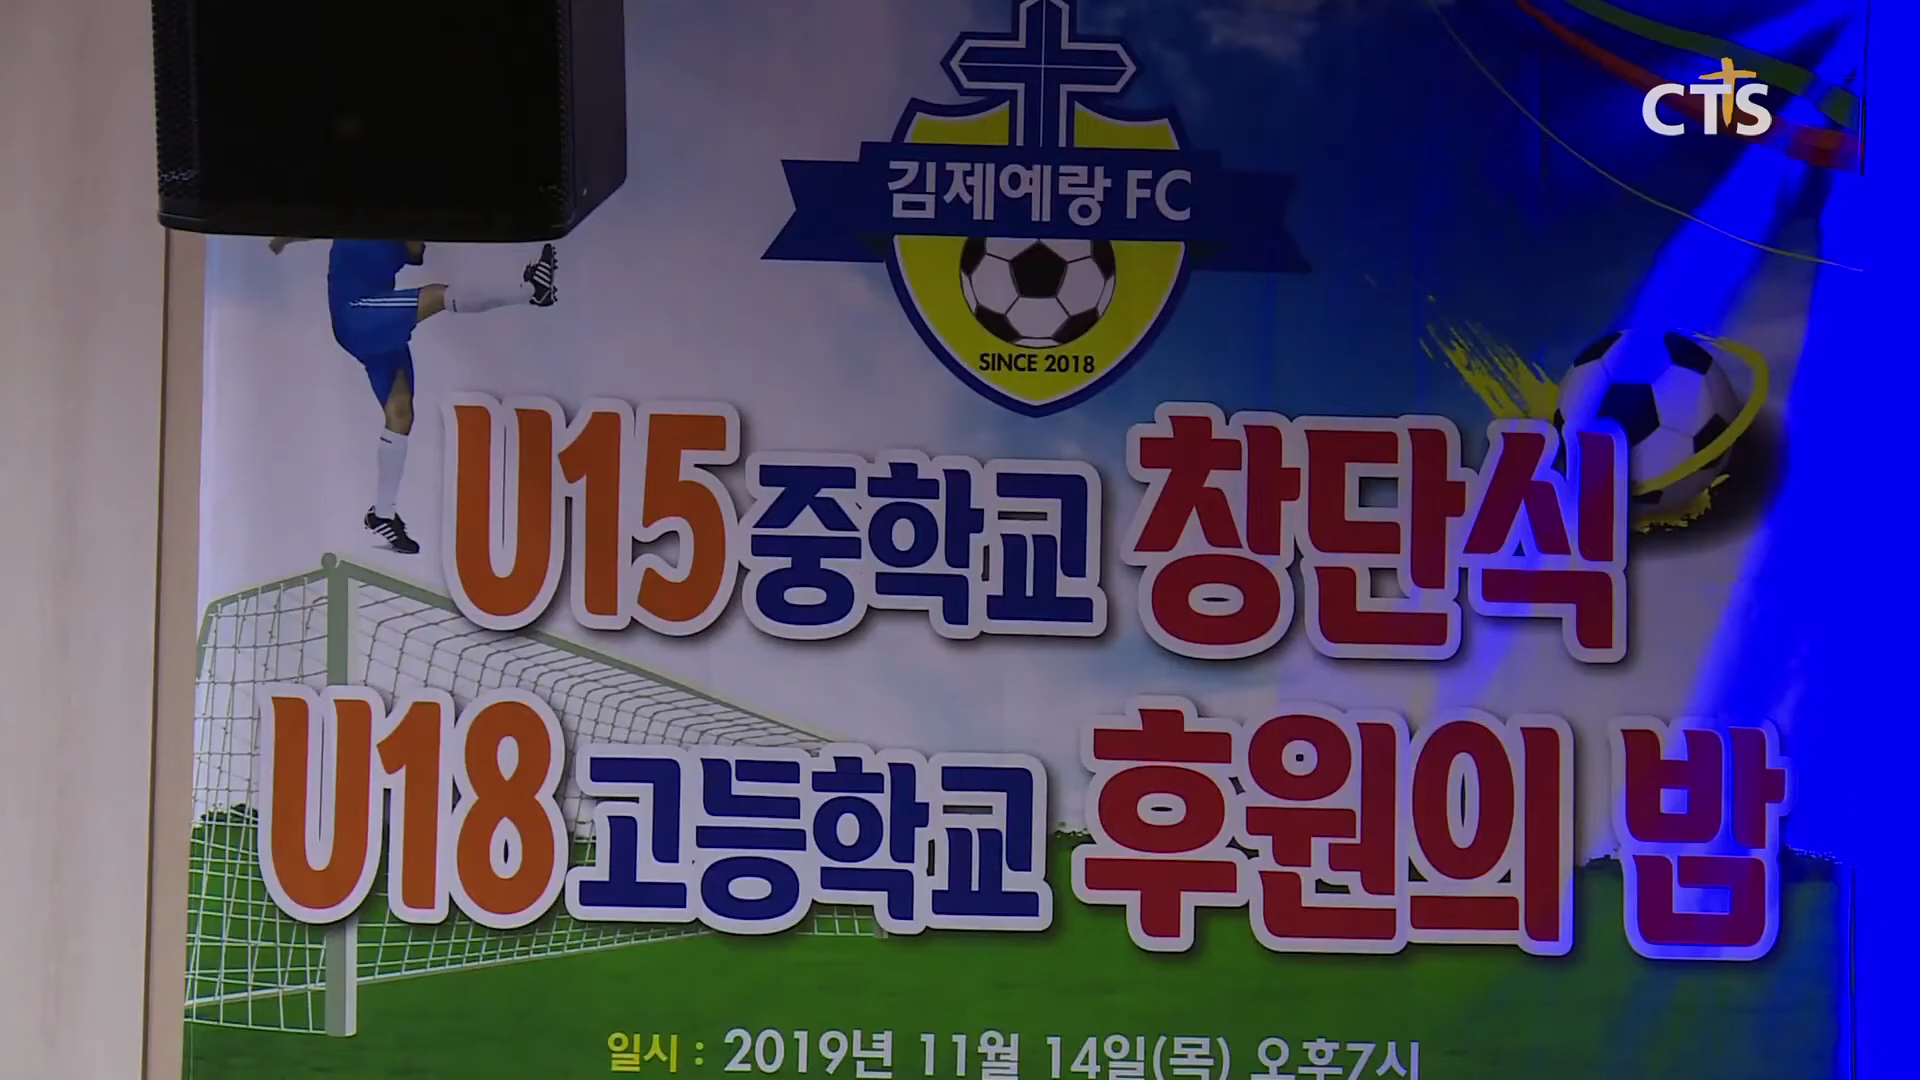 CTS
김제예랑 FC
SINCE 2018
U15 중학교 창단식
U18 고등학교 후원의 밤
일시 : 2019년 11월 14일(목) 오후7시